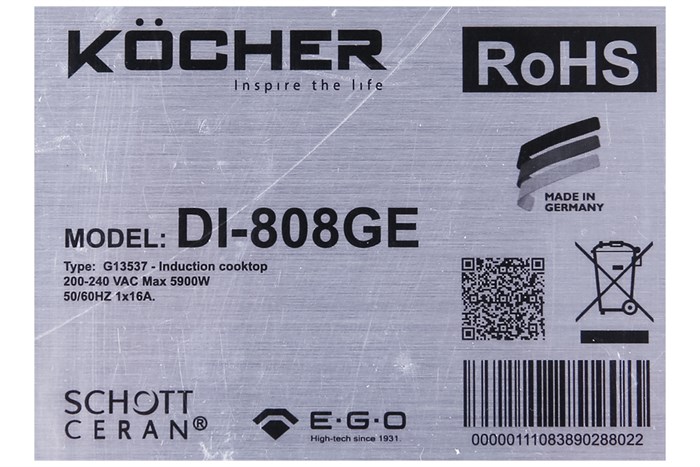 KÖCHER
Inspire the life
RoHS
MADE IN
GERMANY
MODEL: DI-808GE
Type: G13537 - Induction cooktop
200-240 VAC Max 5900W
50/60HZ 1x16A.
SCHOTT
CERAN®
E·G·O
High-tech since 1931.
00000111083890288022